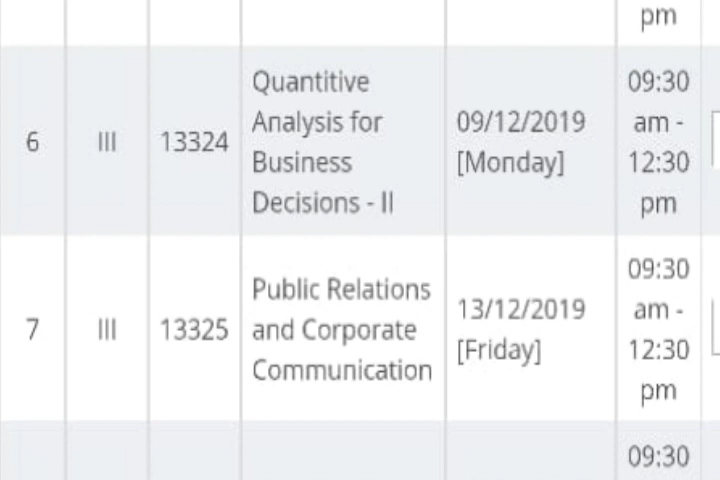 pm
6
III
13324
Quantitive
Analysis for
Business
Decisions - II
09/12/2019
[Monday]
09:30
am -
12:30
pm
7
III
13325
Public Relations
and Corporate
Communication
13/12/2019
[Friday]
09:30
am -
12:30
pm
09:30